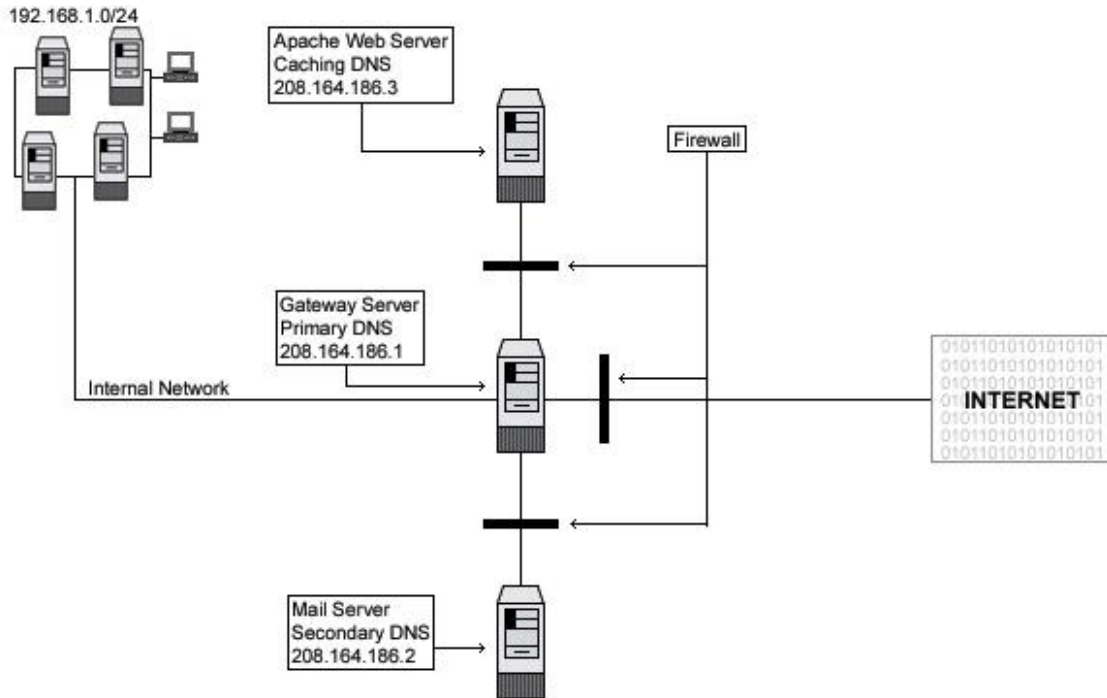 192.168.1.0/24
Apache Web Server
Caching DNS
208.164.186.3
Firewall
Gateway Server
Primary DNS
208.164.186.1
Internal Network
010110101010101010101
INTERNET
Mail Server
Secondary DNS
208.164.186.2